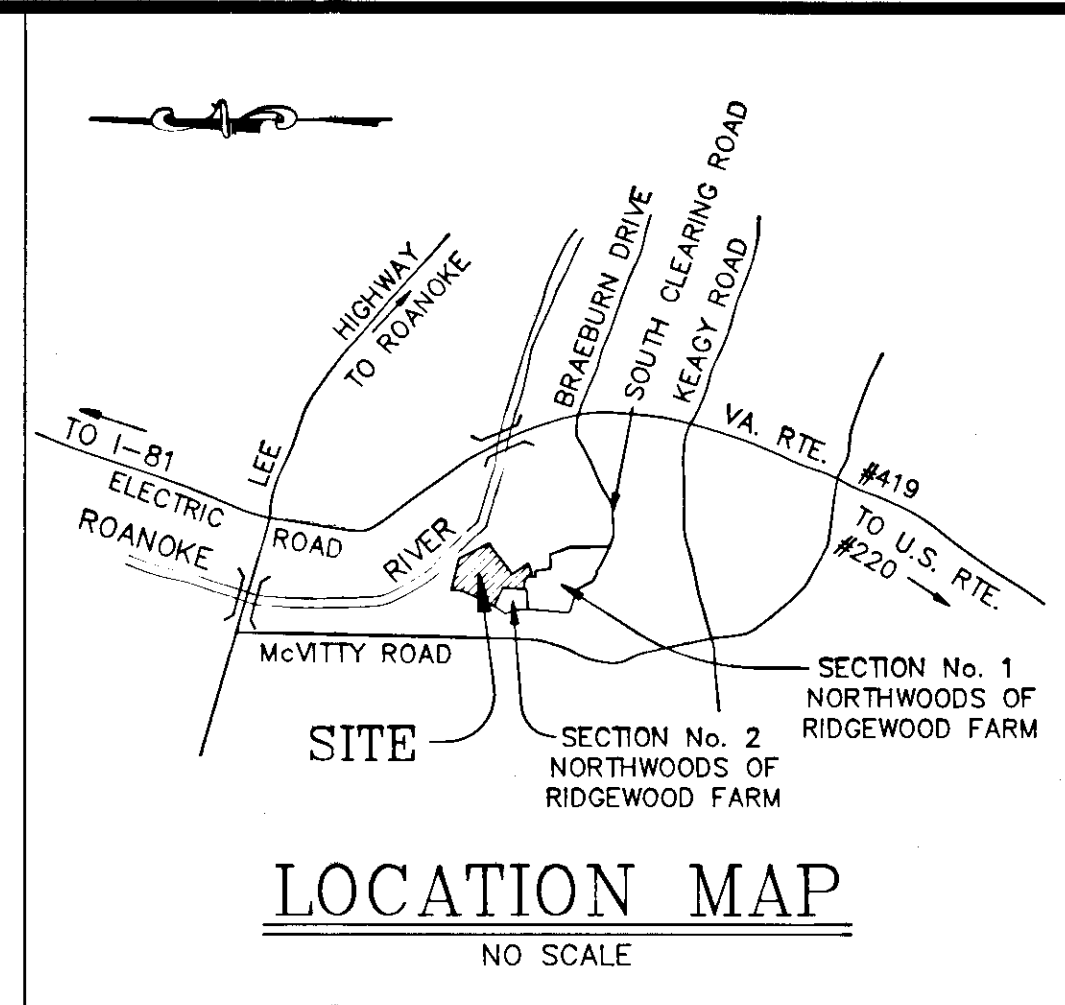 BRAEBURN DRIVE
SOUTH CLEARING ROAD
KEAGY ROAD
LEE HIGHWAY
TO ROANOKE
TO I-81
ELECTRIC ROAD
ROANOKE RIVER
VA. RTE. #419
TO U.S. RTE.
#220
McVITTY ROAD
SITE
SECTION No. 1
NORTHWOODS OF
RIDGEWOOD FARM
SECTION No. 2
NORTHWOODS OF
RIDGEWOOD FARM
LOCATION MAP
NO SCALE